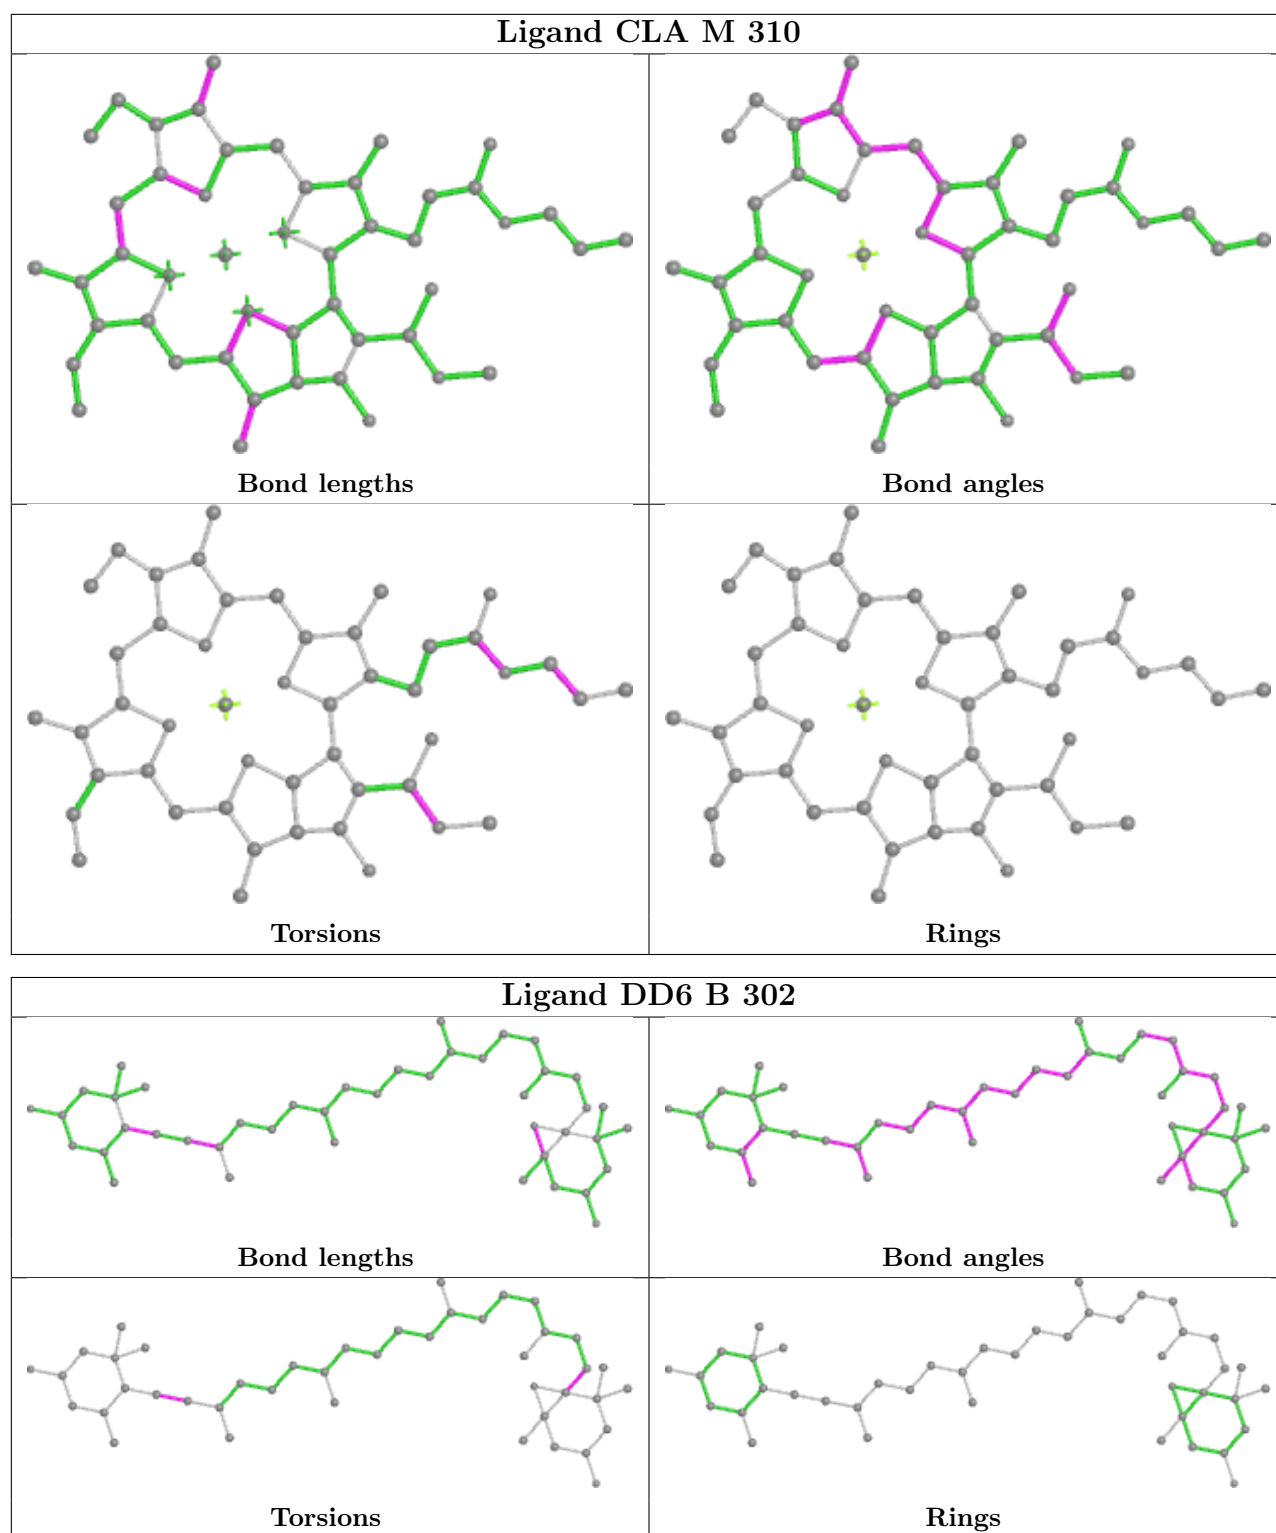 Ligand CLA M 310
Bond lengths
Bond angles
Torsions
Rings
Ligand DD6 B 302
Bond lengths
Bond angles
Torsions
Rings